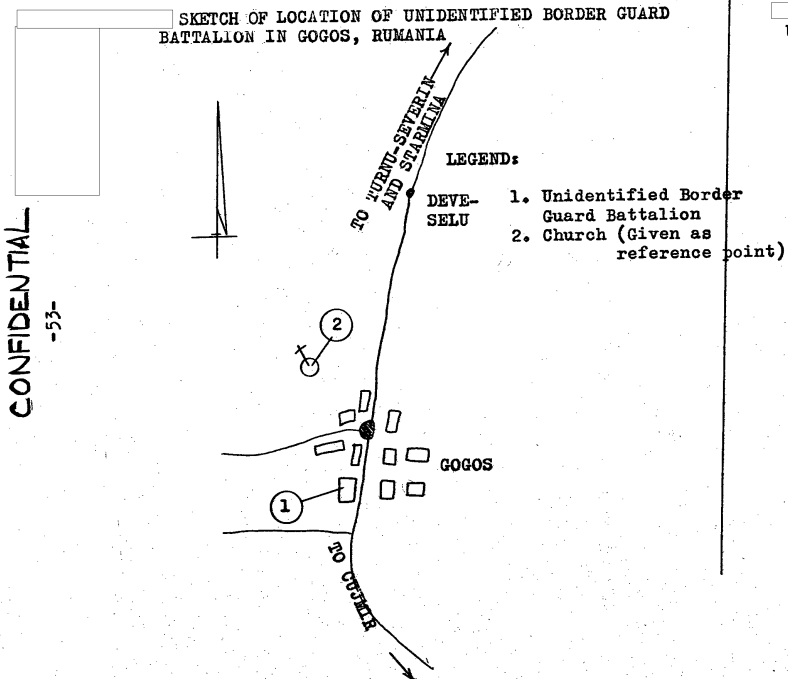 SKETCH OF LOCATION OF UNIDENTIFIED BORDER GUARD
BATTALION IN GOGOS, RUMANIA
TO TURNU-SEVERIN
AND STARMINA
LEGEND:
DEVE-
SELU
1. Unidentified Border
Guard Battalion
2. Church (Given as
reference point)
CONFIDENTIAL
-53-
2
GOGOS
1
TO CUJMIR